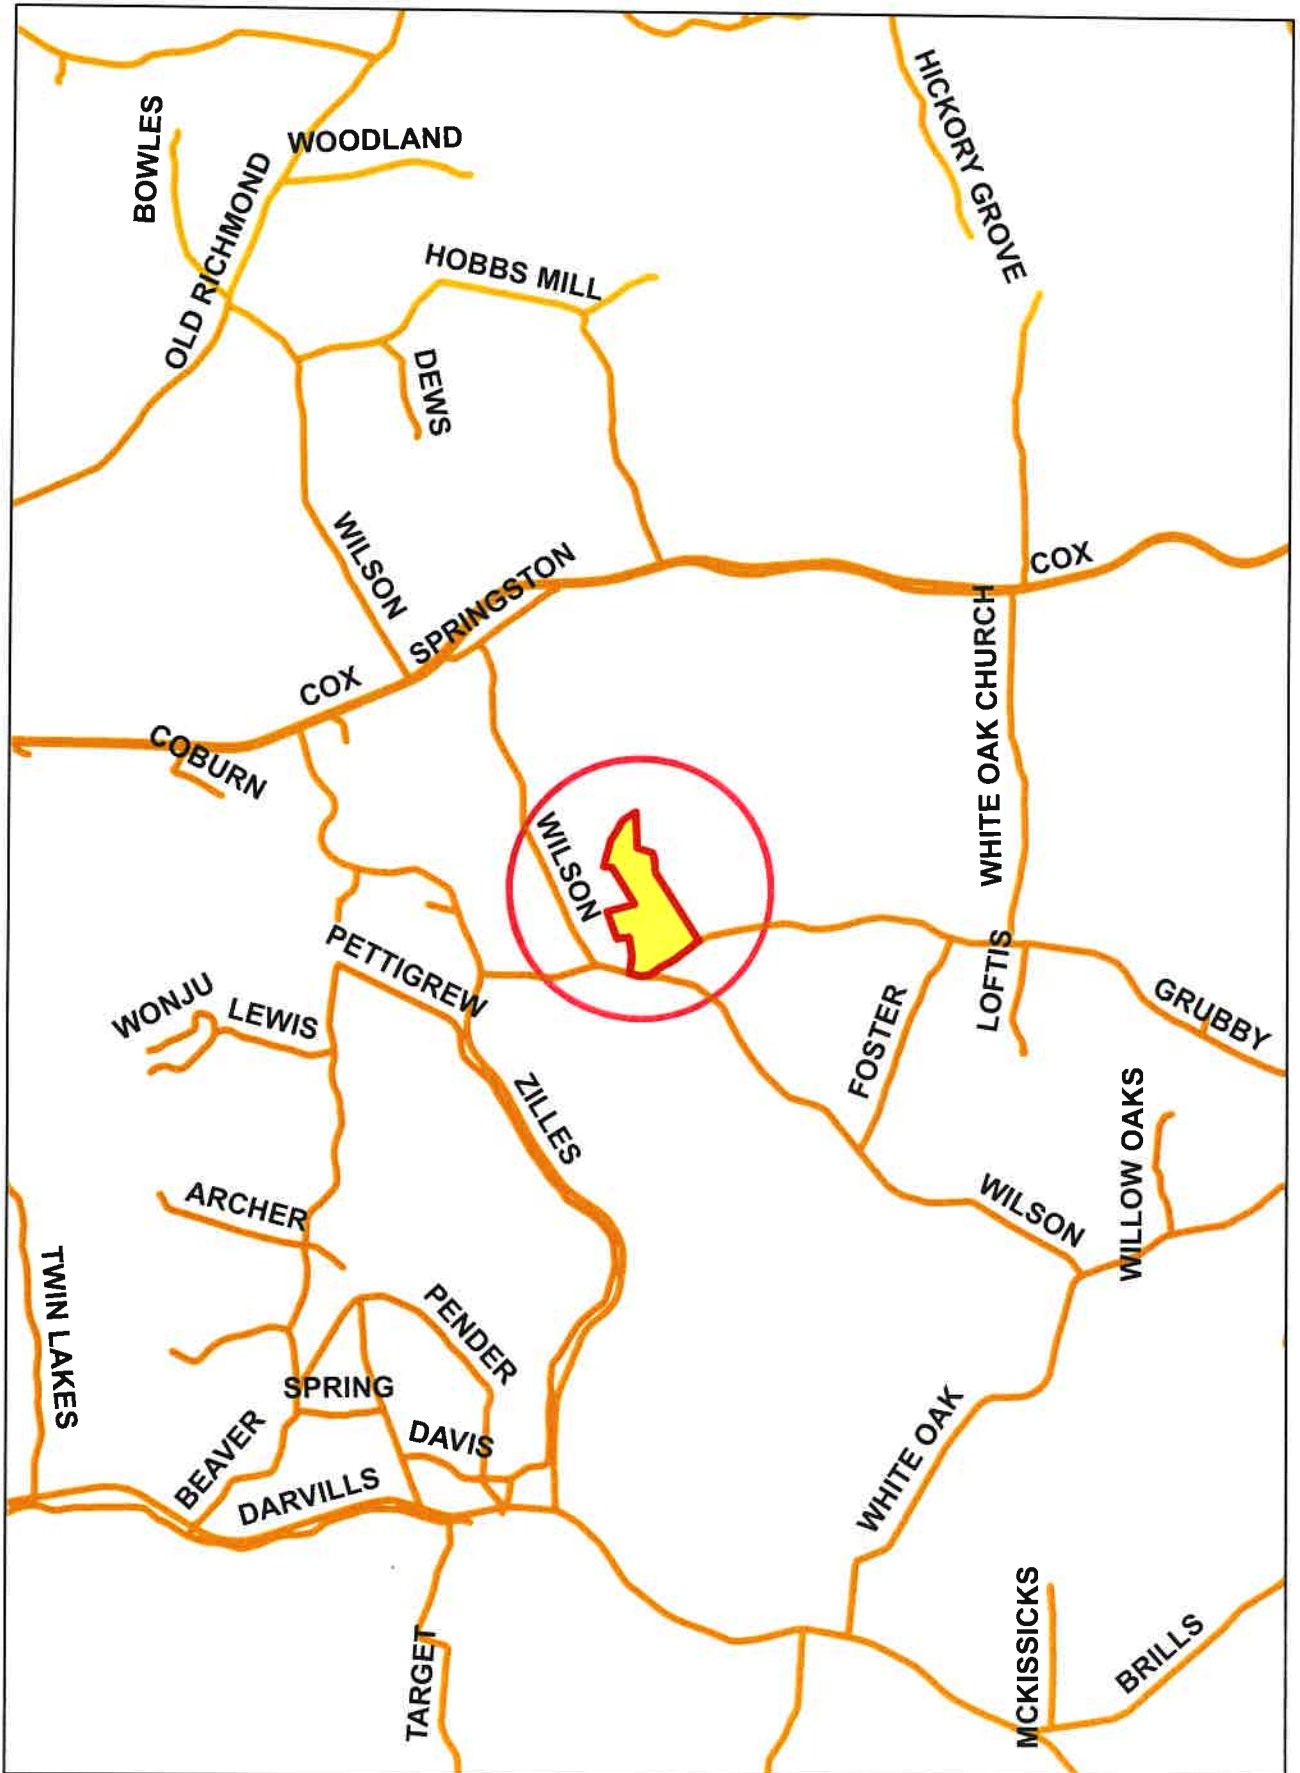 HICKORY GROVE
BOWLES
WOODLAND
OLD RICHMOND
HOBBS MILL
DEWS
WILSON
SPRINGSTON
COX
COX
COBURN
WHITE OAK CHURCH
WILSON
PETTIGREW
LOFTIS
WONJU
LEWIS
FOSTER
GRUBBY
ZILLES
WILLOW OAKS
ARCHER
WILSON
TWIN LAKES
PENDER
SPRING
BEAVER
DAVIS
DARVILLS
WHITE OAK
TARGET
MCKISSICKS
BRILLS